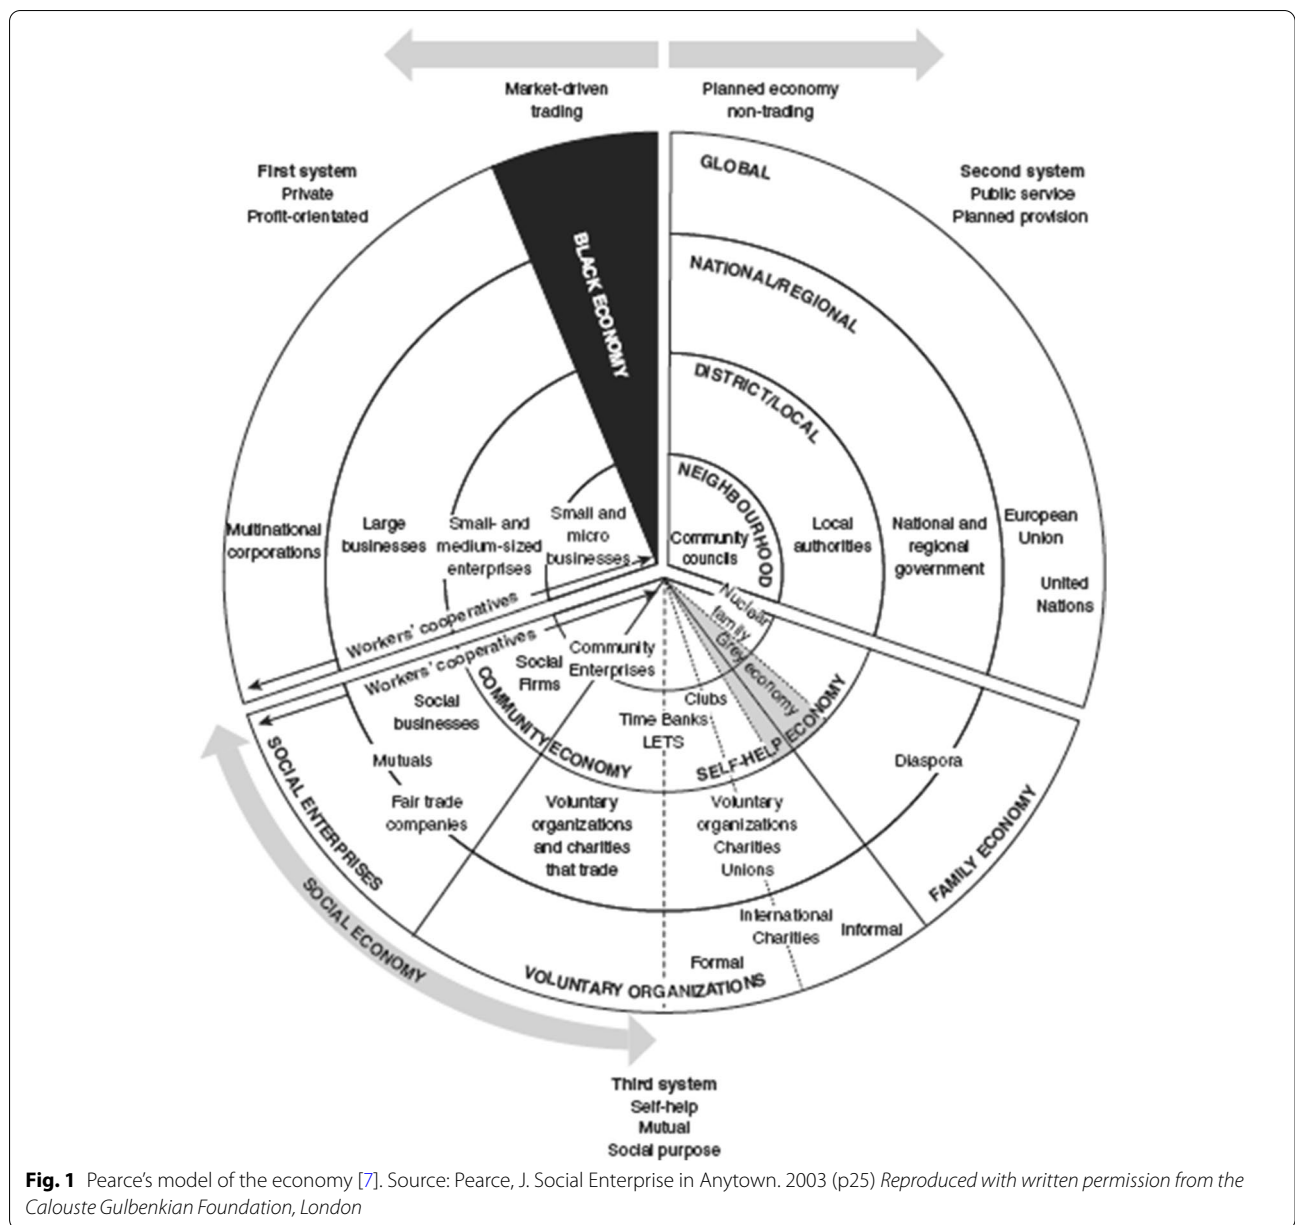 Market-driven
trading
Planned economy
non-trading
First system
Private
Profit-orientated
Second system
Public service
Planned provision
BLACK ECONOMY
GLOBAL
NATIONAL/REGIONAL
DISTRICT/LOCAL
NEIGHBOURHOOD
Multinational
corporations
Large
businesses
Small- and
medium-sized
enterprises
Small and
micro
businesses
Community
councils
Local
authorities
National and
regional
government
European
Union
United
Nations
Workers' cooperatives
Workers' cooperatives
Nuclear
family
Grey economy
Community
Enterprises
Social
Firms
Social
businesses
Mutuals
Fair trade
companies
COMMUNITY ECONOMY
Clubs
Time Banks
LETS
SELF-HELP ECONOMY
Diaspora
Voluntary
organizations
and charities
that trade
Voluntary
organizations
Charities
Unions
International
Charities
Informal
Formal
SOCIAL ENTERPRISES
VOLUNTARY ORGANIZATIONS
FAMILY ECONOMY
SOCIAL ECONOMY
Third system
Self-help
Mutual
Social purpose
Fig. 1 Pearce's model of the economy [7]. Source: Pearce, J. Social Enterprise in Anytown. 2003 (p25) Reproduced with written permission from the
Calouste Gulbenkian Foundation, London